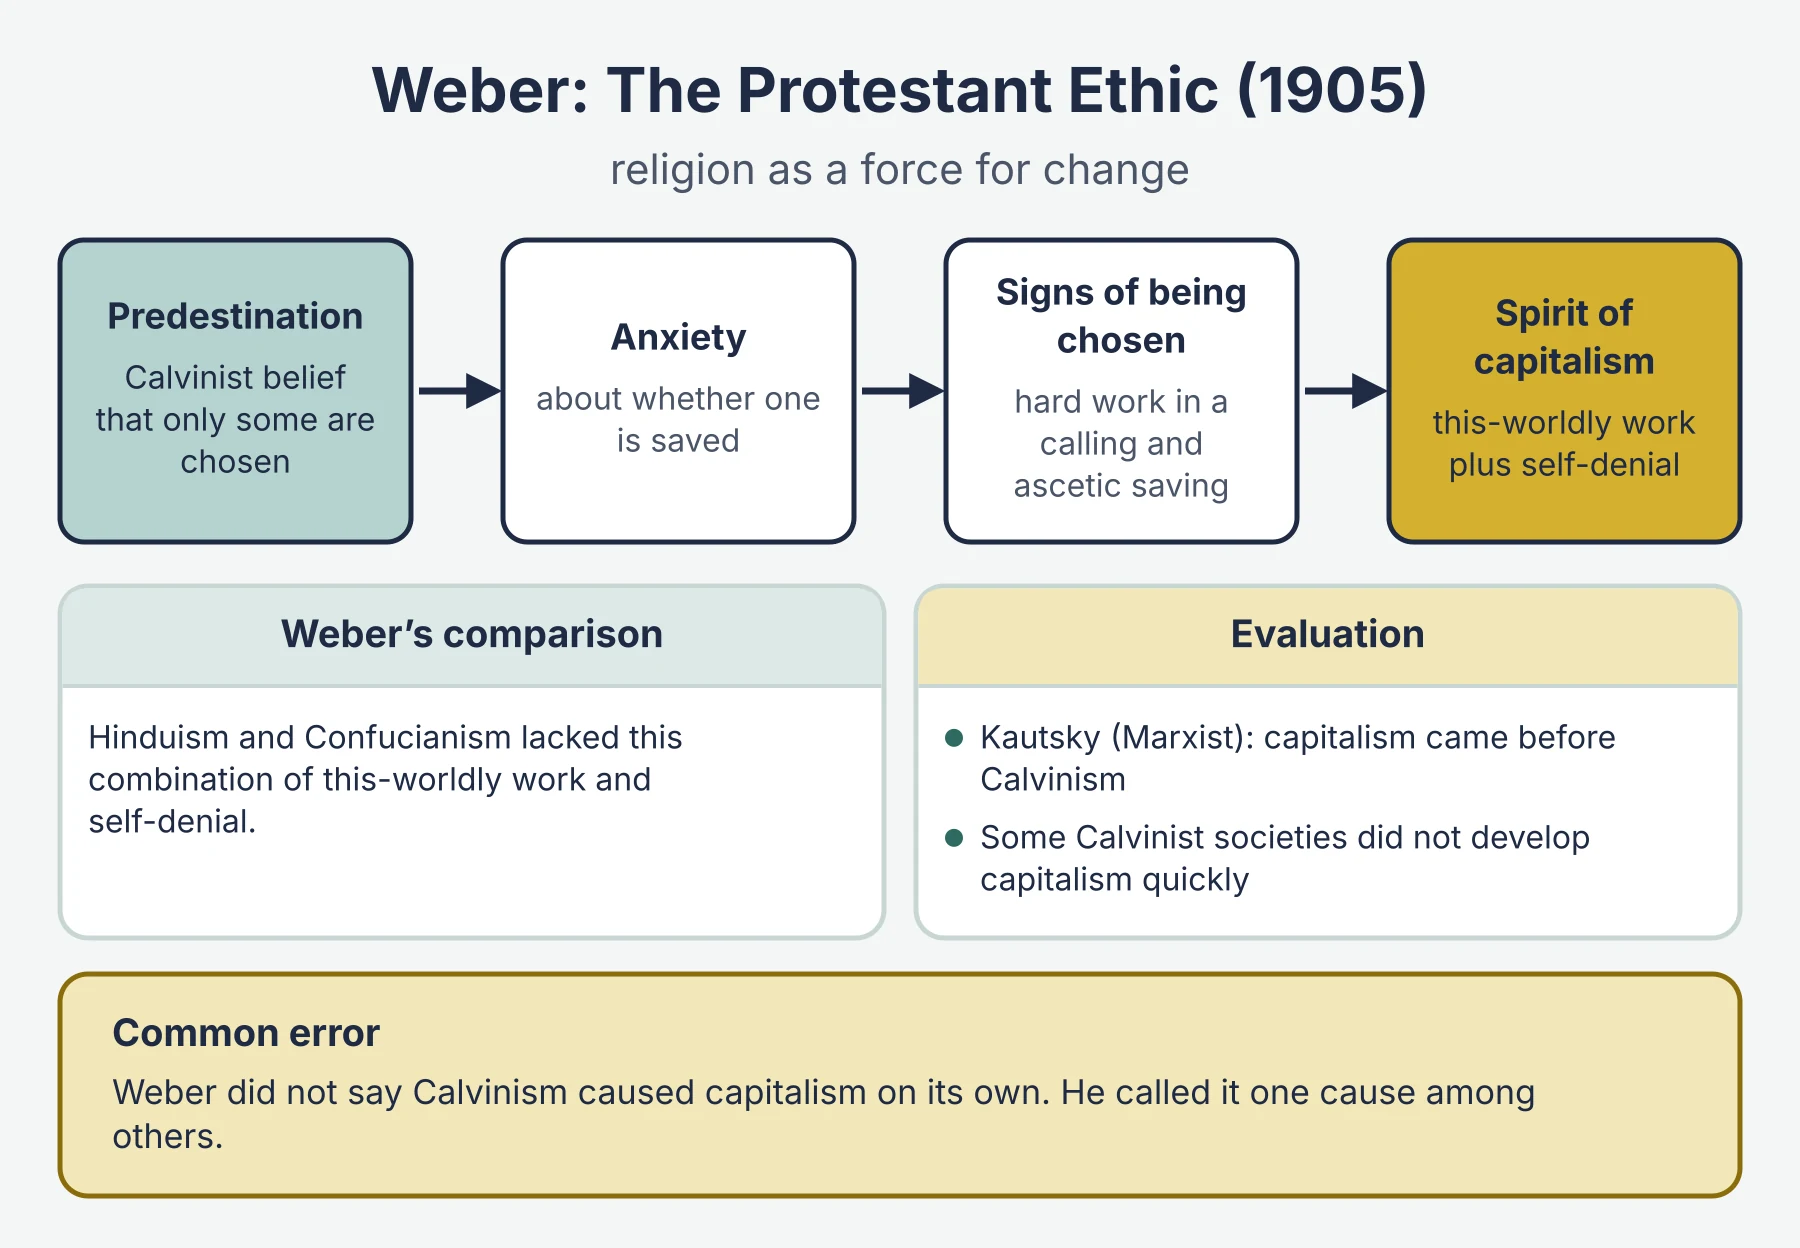 Weber: The Protestant Ethic (1905)
religion as a force for change
Predestination
Calvinist belief
that only some are
chosen
Anxiety
about whether one
is saved
Signs of being
chosen
hard work in a
calling and
ascetic saving
Spirit of
capitalism
this-worldly work
plus self-denial
Weber’s comparison
Hinduism and Confucianism lacked this
combination of this-worldly work and
self-denial.
Evaluation
Kautsky (Marxist): capitalism came before
Calvinism
Some Calvinist societies did not develop
capitalism quickly
Common error
Weber did not say Calvinism caused capitalism on its own. He called it one cause among
others.